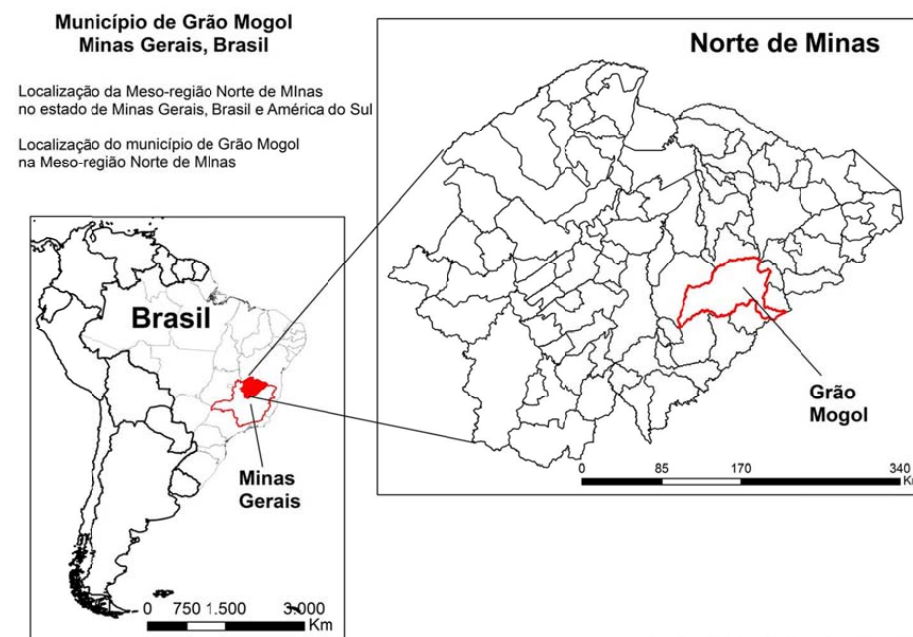 Município de Grão Mogol
Minas Gerais, Brasil
Localização da Meso-região Norte de MInas
no estado de Minas Gerais, Brasil e América do Sul
Localização do município de Grão Mogol
na Meso-região Norte de MInas
Norte de Minas
Grão
Mogol
0 85 170 340
Km
Brasil
Minas
Gerais
0 750 1.500 3.000
Km